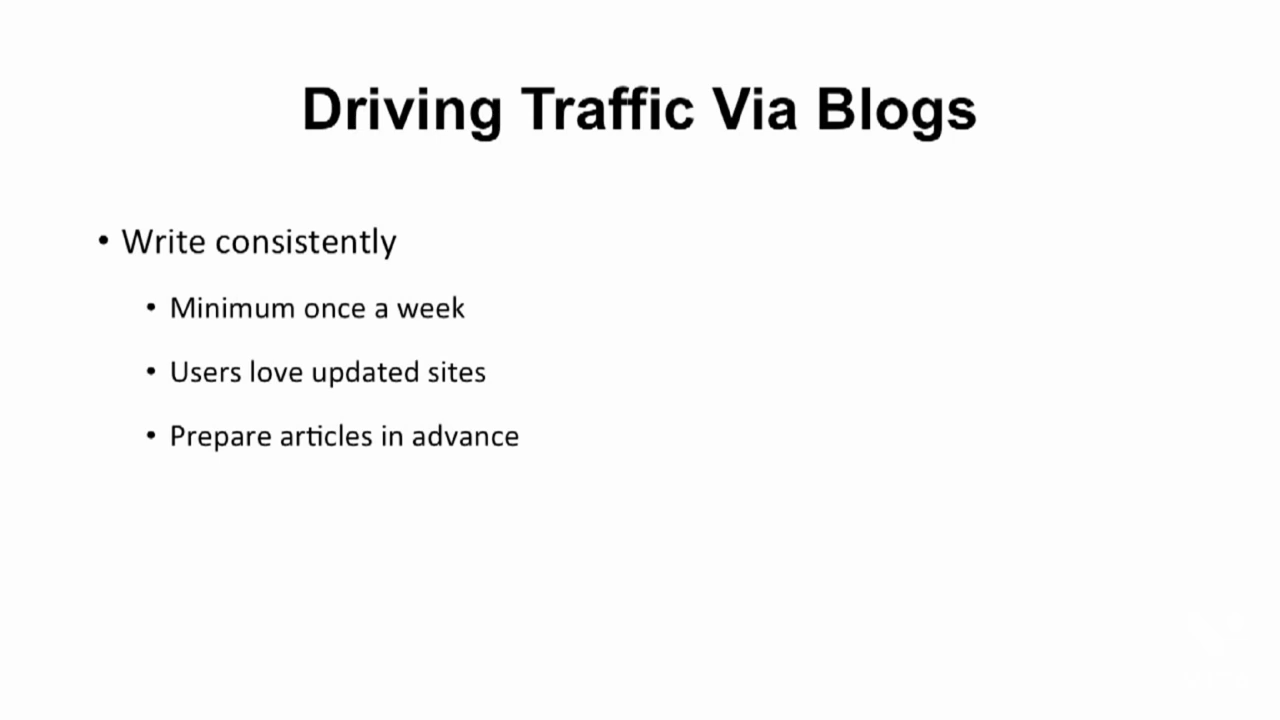 Driving Traffic Via Blogs
• Write consistently
• Minimum once a week
• Users love updated sites
• Prepare articles in advance